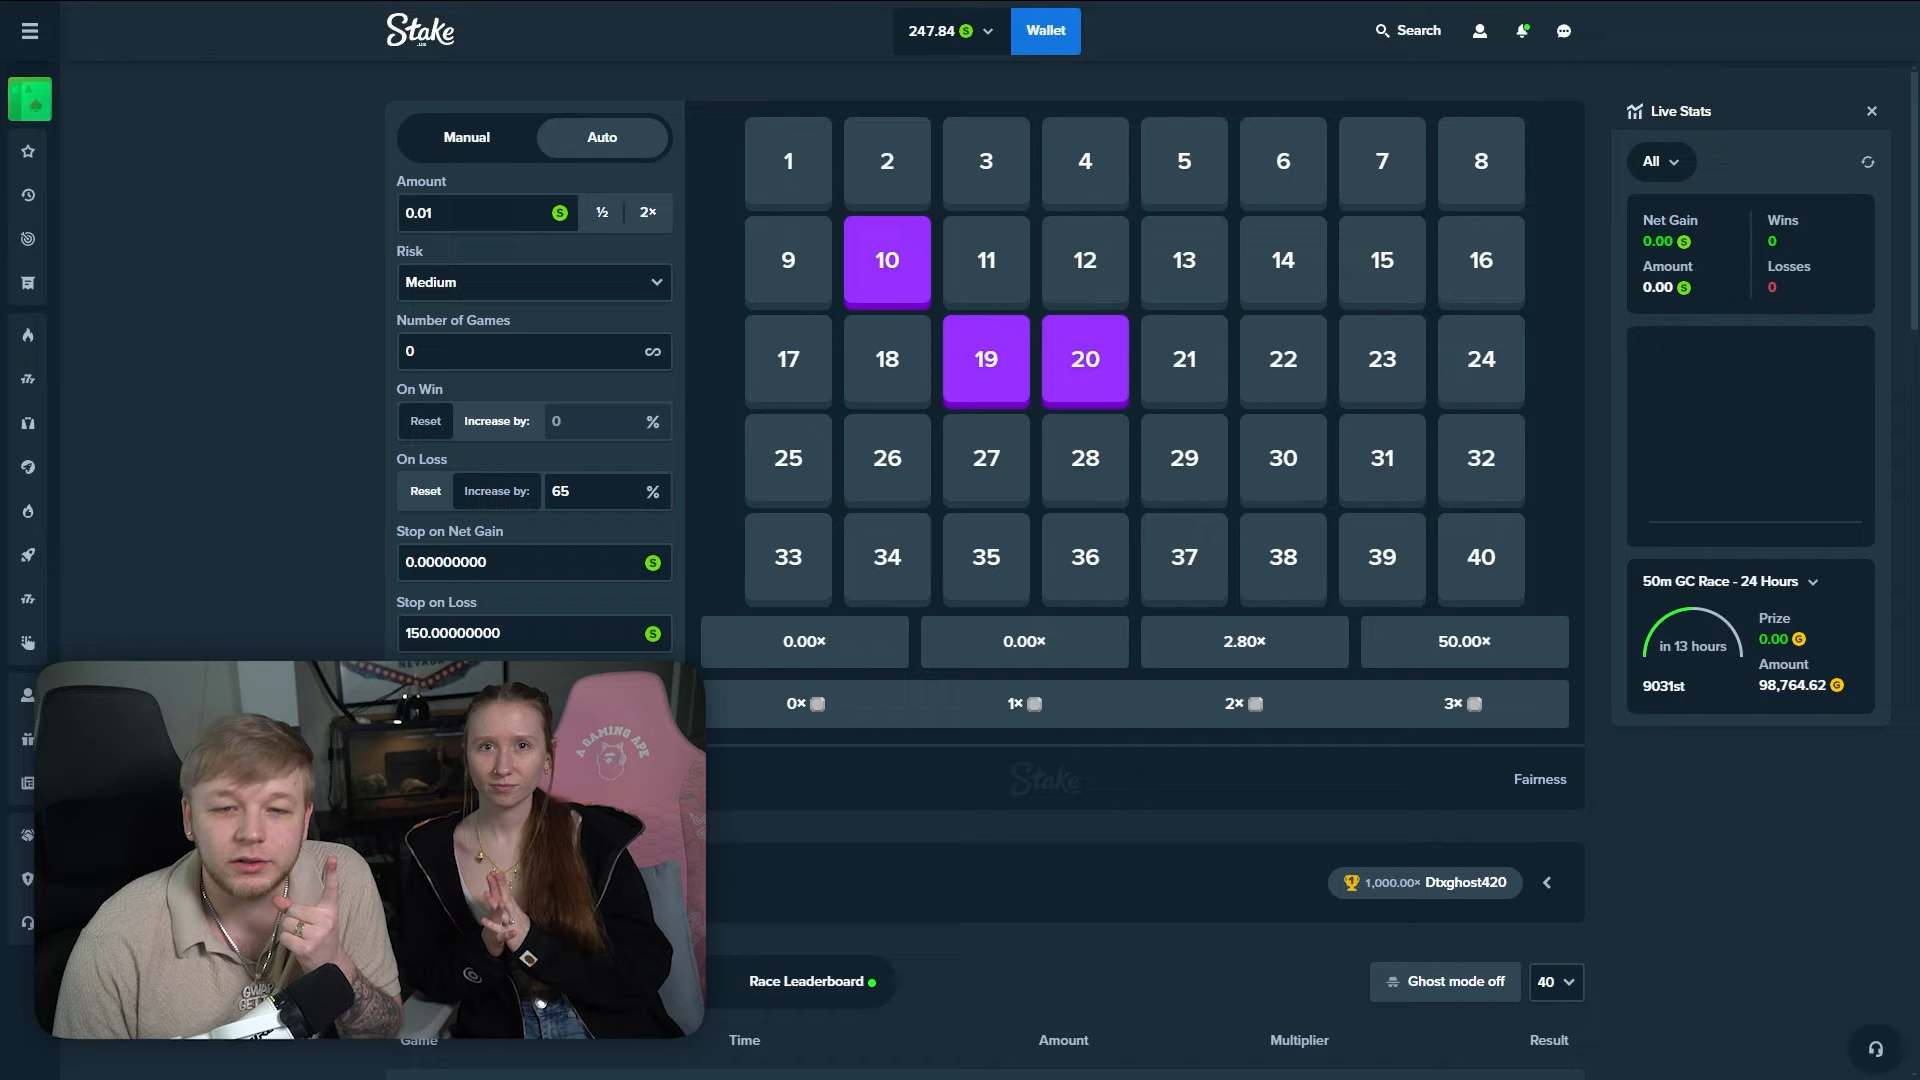 Stake
.US
247.84
Wallet
Search
Manual
Auto
Amount
0.01
½
2×
Risk
Medium
Number of Games
0
On Win
Reset
Increase by:
0
%
On Loss
Reset
Increase by:
65
%
Stop on Net Gain
0.00000000
Stop on Loss
150.00000000
1
2
3
4
5
6
7
8
9
10
11
12
13
14
15
16
17
18
19
20
21
22
23
24
25
26
27
28
29
30
31
32
33
34
35
36
37
38
39
40
0.00×
0.00×
2.80×
50.00×
0×
1×
2×
3×
Stake
Fairness
1,000.00× Dtxghost420
Race Leaderboard
Ghost mode off
40
Game
Time
Amount
Multiplier
Result
Live Stats
All
Net Gain
0.00
Wins
0
Amount
0.00
Losses
0
50m GC Race - 24 Hours
in 13 hours
9031st
Prize
0.00
Amount
98,764.62
NEVADA
A GAMING APE